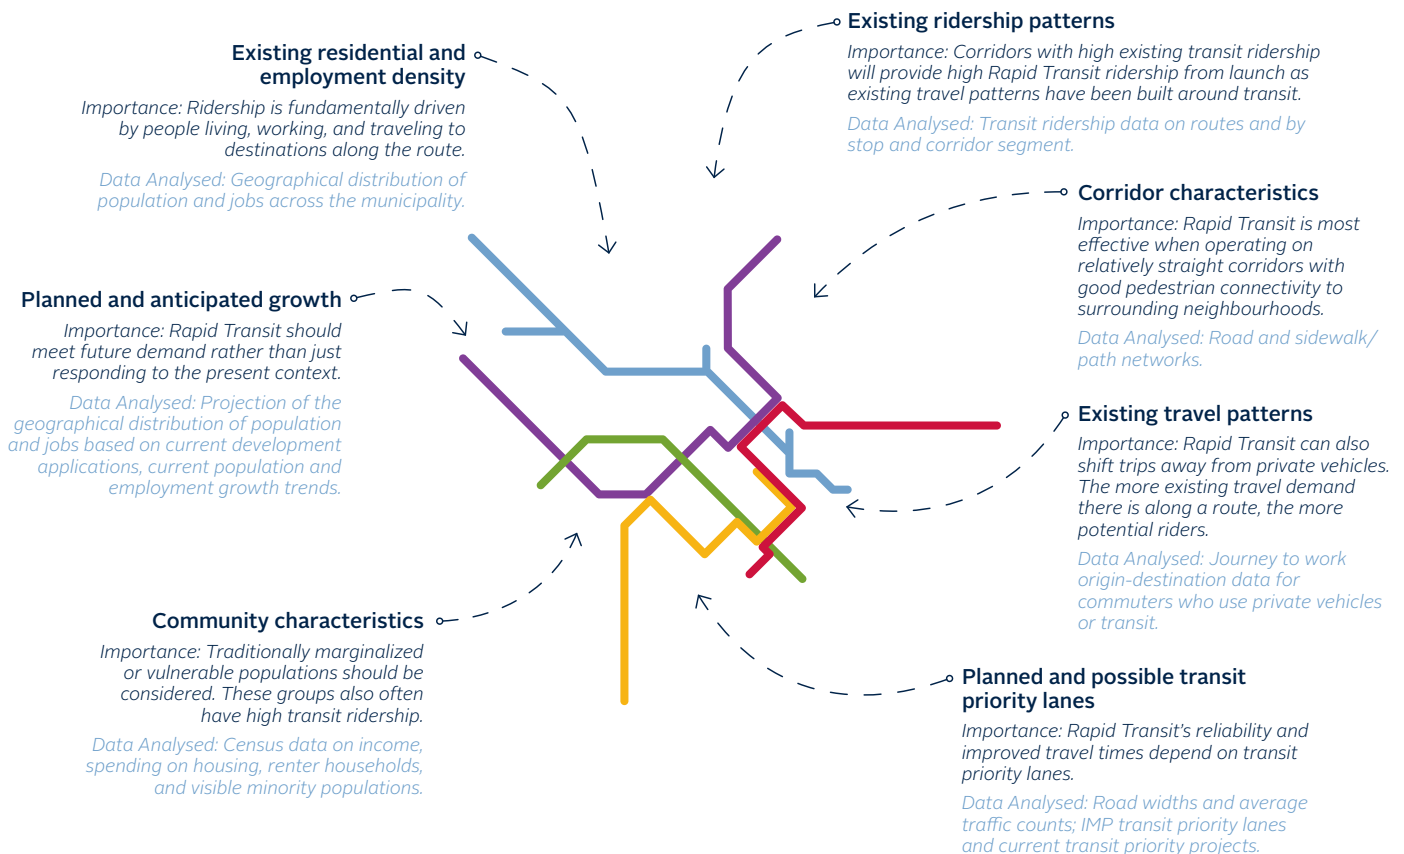 Existing residential and
employment density
Importance: Ridership is fundamentally driven
by people living, working, and traveling to
destinations along the route.
Data Analysed: Geographical distribution of
population and jobs across the municipality.
Existing ridership patterns
Importance: Corridors with high existing transit ridership
will provide high Rapid Transit ridership from launch as
existing travel patterns have been built around transit.
Data Analysed: Transit ridership data on routes and by
stop and corridor segment.
Corridor characteristics
Importance: Rapid Transit is most
effective when operating on
relatively straight corridors with
good pedestrian connectivity to
surrounding neighbourhoods.
Data Analysed: Road and sidewalk/
path networks.
Planned and anticipated growth
Importance: Rapid Transit should
meet future demand rather than just
responding to the present context.
Data Analysed: Projection of the
geographical distribution of population
and jobs based on current development
applications, current population and
employment growth trends.
Existing travel patterns
Importance: Rapid Transit can also
shift trips away from private vehicles.
The more existing travel demand
there is along a route, the more
potential riders.
Data Analysed: Journey to work
origin-destination data for
commuters who use private vehicles
or transit.
Community characteristics
Importance: Traditionally marginalized
or vulnerable populations should be
considered. These groups also often
have high transit ridership.
Data Analysed: Census data on income,
spending on housing, renter households,
and visible minority populations.
Planned and possible transit
priority lanes
Importance: Rapid Transit's reliability and
improved travel times depend on transit
priority lanes.
Data Analysed: Road widths and average
traffic counts; IMP transit priority lanes
and current transit priority projects.